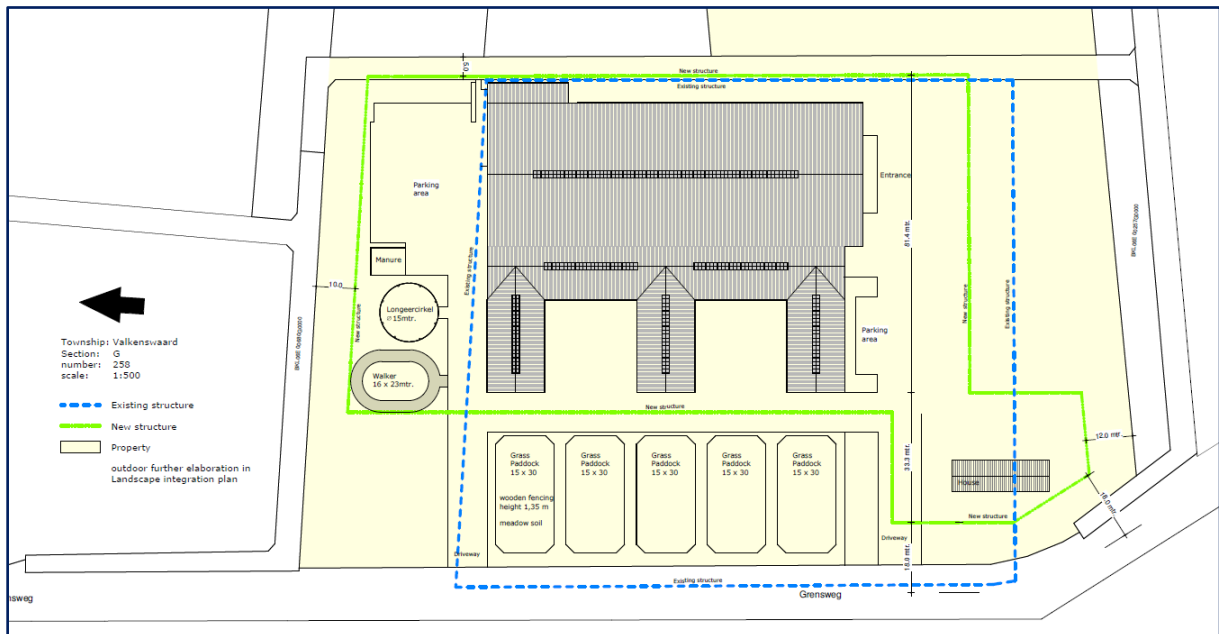 New structure
Existing structure
5.0
Parking
area
Entrance
61.4 mtr.
Manure
10.0
Longeercirkel
⌀ 15mtr.
New structure
Existing structure
New structure
Existing structure
Township: Valkenswaard
Section: G
number: 258
scale: 1:500
Existing structure
New structure
Property
outdoor further elaboration in
Landscape integration plan
Walker
16 x 23mtr.
Parking
area
New structure
12.0 mtr
33.3 mtr.
18.0 mtr.
Grass
Paddock
15 x 30
Grass
Paddock
15 x 30
Grass
Paddock
15 x 30
Grass
Paddock
15 x 30
Grass
Paddock
15 x 30
wooden fencing
height 1,35 m
meadow soil
House
New structure
Driveway
Driveway
18.0 mtr.
Existing structure
Grensweg
nsweg